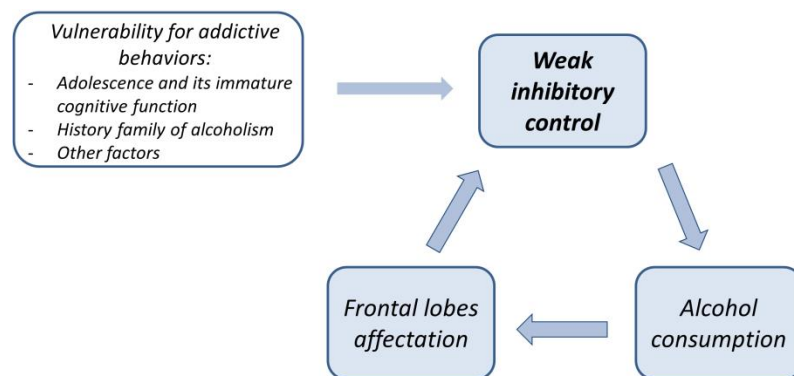 Vulnerability for addictive
behaviors:
- Adolescence and its immature
cognitive function
- History family of alcoholism
- Other factors
Weak
inhibitory
control
Frontal lobes
affectation
Alcohol
consumption